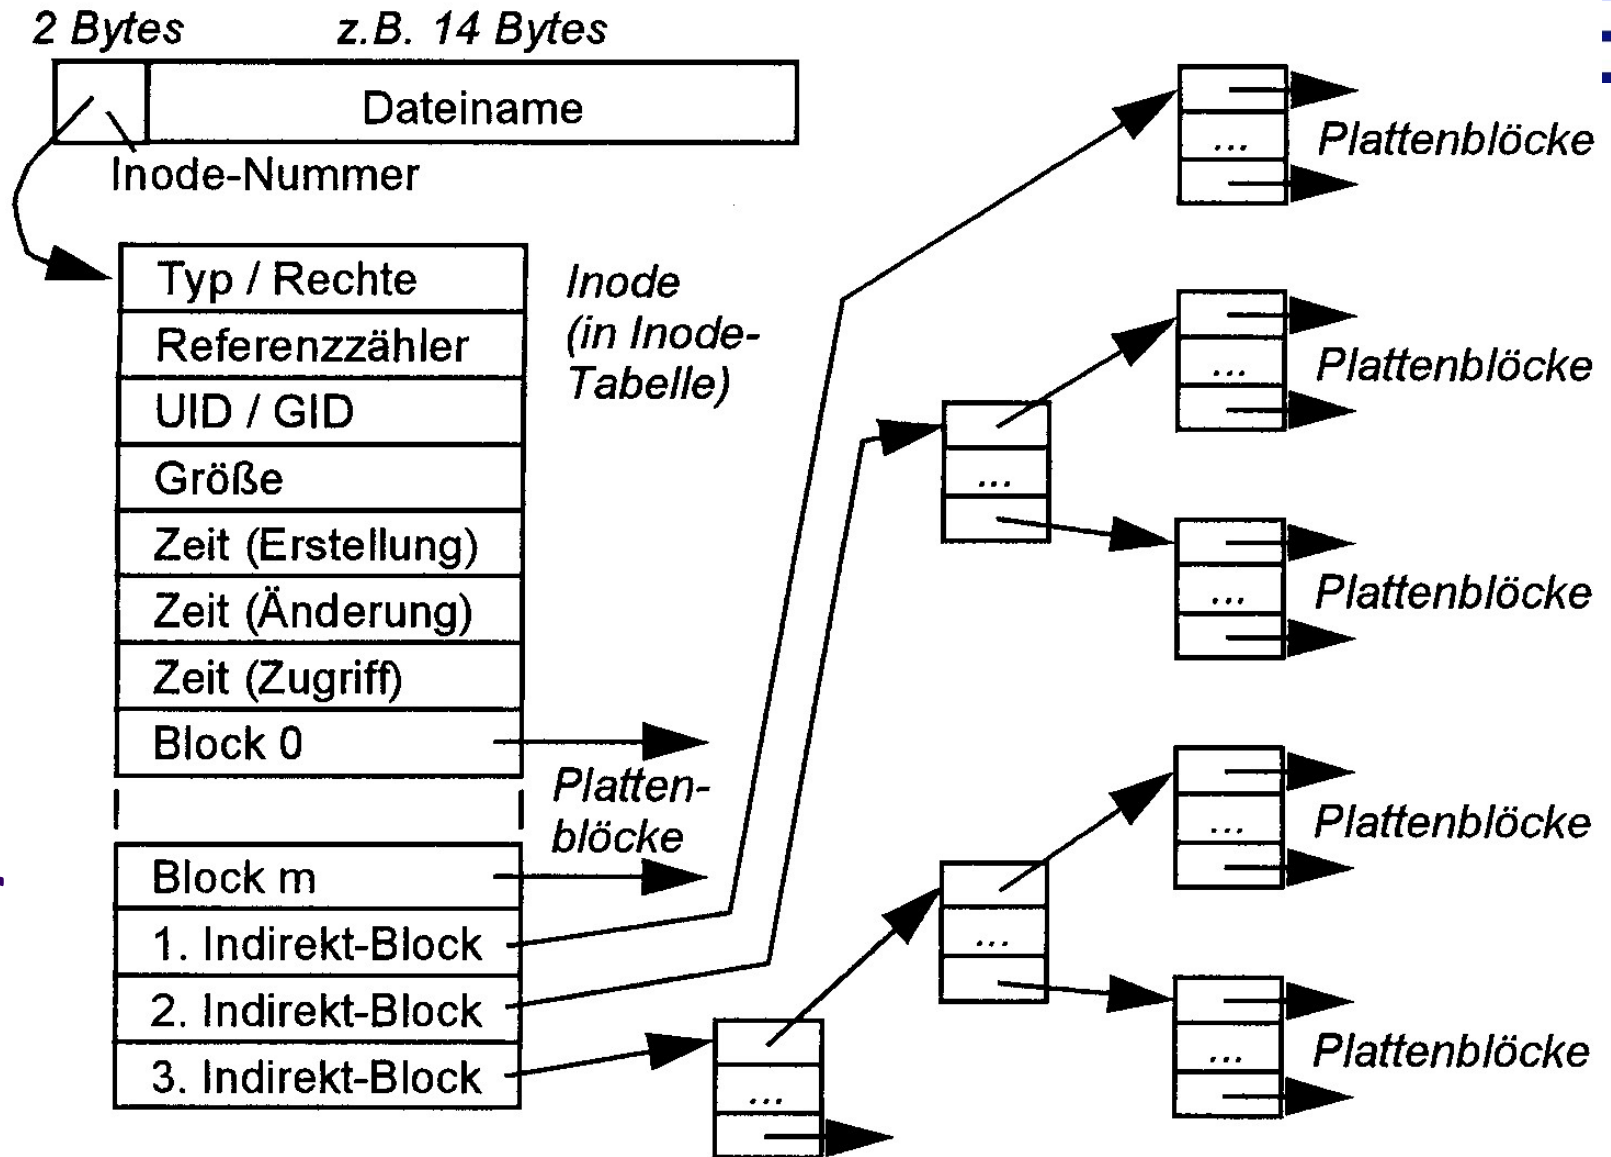 2 Bytes
z.B. 14 Bytes
Dateiname
Inode-Nummer
Typ / Rechte
Referenzzähler
UID / GID
Größe
Zeit (Erstellung)
Zeit (Änderung)
Zeit (Zugriff)
Block 0
Block m
1. Indirekt-Block
2. Indirekt-Block
3. Indirekt-Block
Inode
(in Inode-
Tabelle)
Platten-
blöcke
...
...
...
...
Plattenblöcke
...
Plattenblöcke
...
Plattenblöcke
...
Plattenblöcke
...
Plattenblöcke